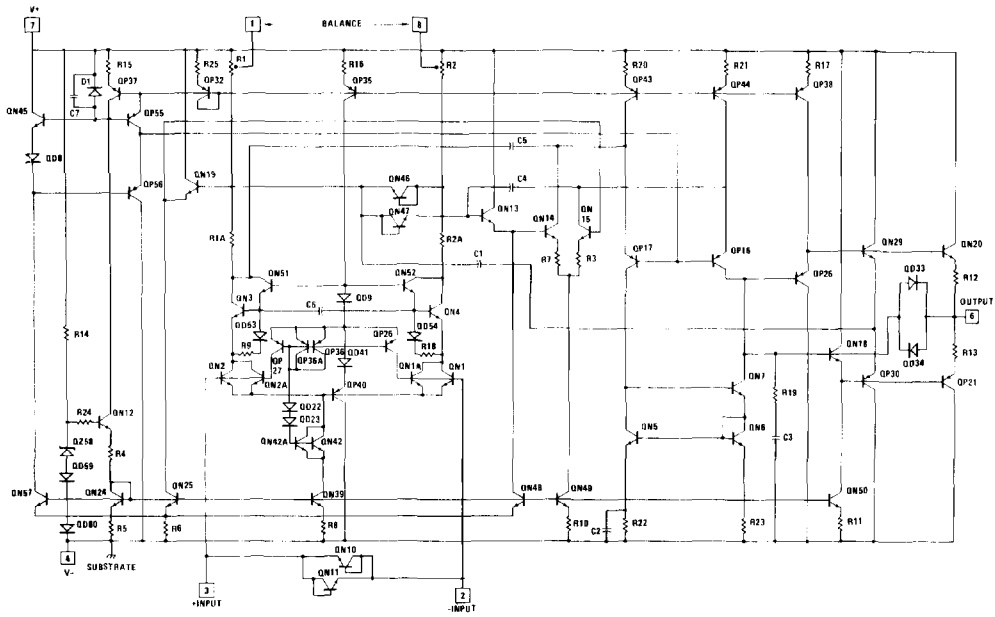 V+
7
1
BALANCE
8
R15
QP37
R25
QP32
R1
R16
QP35
R2
R20
QP43
R21
QP44
R17
QP38
D1
C7
QN45
QP55
QD8
QN19
QP56
C5
QN46
C4
QN47
QN13
QN14
QN
15
R1A
R2A
R7
R3
QP17
QP16
QN29
QN20
C1
QN51
QN52
QD33
R12
QP26
OUTPUT
6
QN3
C6
QD9
QN4
QD53
QD54
QD34
R14
R9
QP
27
QP36A
QP36
QD41
QP26
R18
QN18
R13
QN2
QN2A
QP40
QN1A
QN1
QN7
R19
QP30
QP21
R24
QN12
QD22
QD23
QN5
QN6
C3
QN42A
QN42
QZ58
R4
QD59
QN57
QN24
QN25
QN39
QN48
QN49
QN50
QD80
R5
R6
R8
R10
C2
R22
R23
R11
4
V-
SUBSTRATE
QN10
QN11
3
+INPUT
2
-INPUT